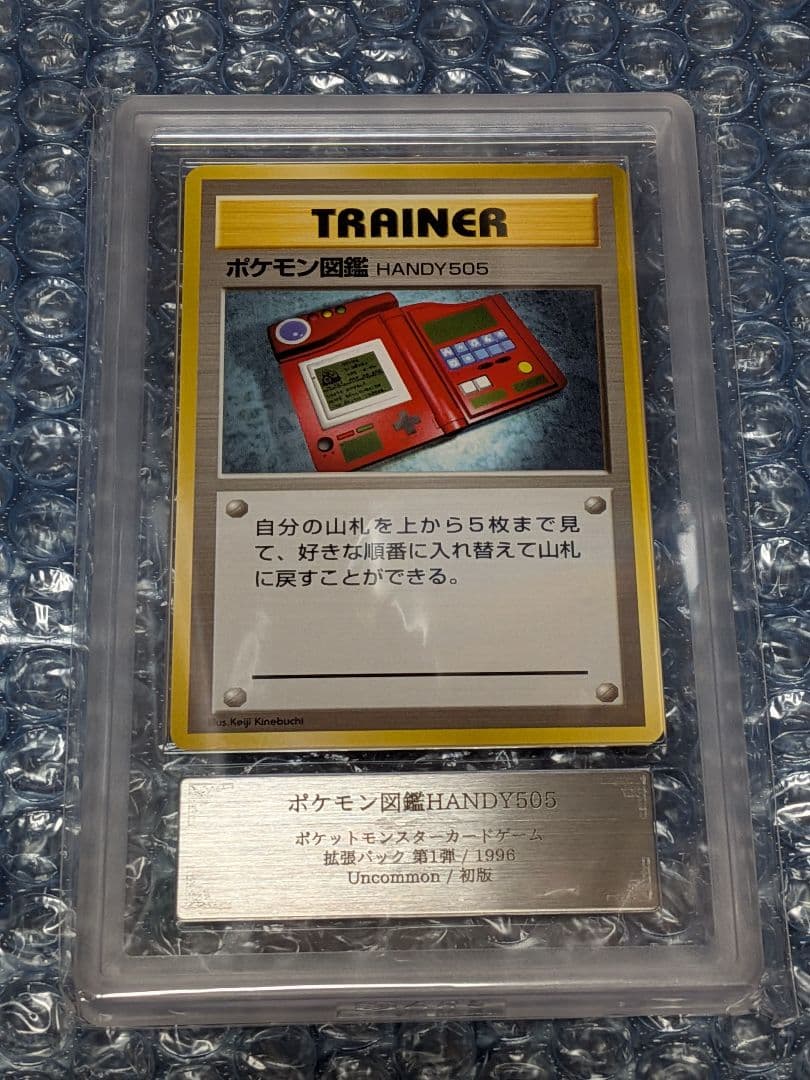 TRAINER
ポケモン図鑑 HANDY505
自分の山札を上から5枚まで見
て、好きな順番に入れ替えて山札
に戻すことができる。
Illus.Keiji Kinebuchi
ポケモン図鑑HANDY505
ポケットモンスターカードゲーム
拡張パック 第1弾 / 1996
Uncommon / 初版